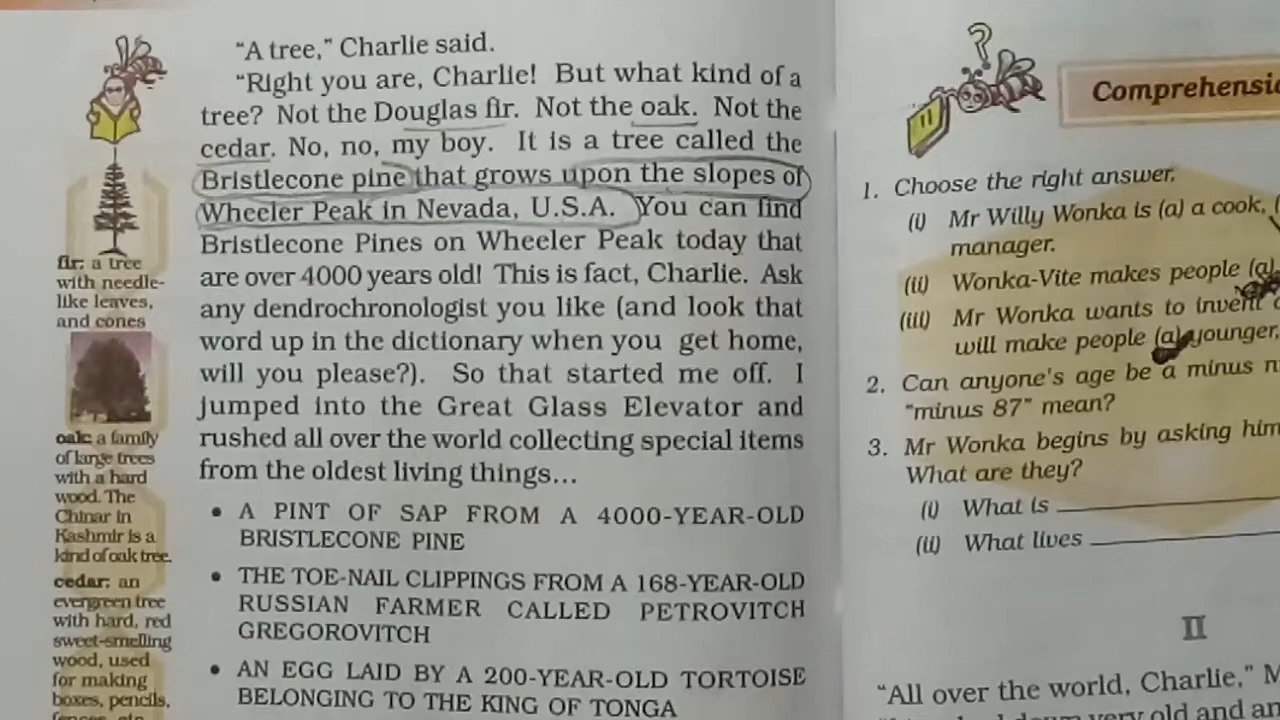 "A tree," Charlie said.
"Right you are, Charlie! But what kind of a
tree? Not the Douglas fir. Not the oak. Not the
cedar. No, no, my boy. It is a tree called the
Bristlecone pine that grows upon the slopes of
Wheeler Peak in Nevada, U.S.A. You can find
Bristlecone Pines on Wheeler Peak today that
are over 4000 years old! This is fact, Charlie. Ask
any dendrochronologist you like (and look that
word up in the dictionary when you get home,
will you please?). So that started me off. I
jumped into the Great Glass Elevator and
rushed all over the world collecting special items
from the oldest living things...
• A PINT OF SAP FROM A 4000-YEAR-OLD
BRISTLECONE PINE
• THE TOE-NAIL CLIPPINGS FROM A 168-YEAR-OLD
RUSSIAN FARMER CALLED PETROVITCH
GREGOROVITCH
• AN EGG LAID BY A 200-YEAR-OLD TORTOISE
BELONGING TO THE KING OF TONGA
fir: a tree
with needle-
like leaves,
and cones
oak: a family
of large trees
with a hard
wood. The
Chinar in
Kashmir is a
kind of oak tree.
cedar: an
evergreen tree
with hard, red
sweet-smelling
wood, used
for making
boxes, pencils,
fences, etc.
?
Comprehensi
1. Choose the right answer.
(i) Mr Willy Wonka is (a) a cook,
manager.
(ii) Wonka-Vite makes people (a)
(iii) Mr Wonka wants to invent
will make people (a) younger,
2. Can anyone's age be a minus n
"minus 87" mean?
3. Mr Wonka begins by asking him
What are they?
(i) What is
(ii) What lives
II
"All over the world, Charlie," M
very old and an